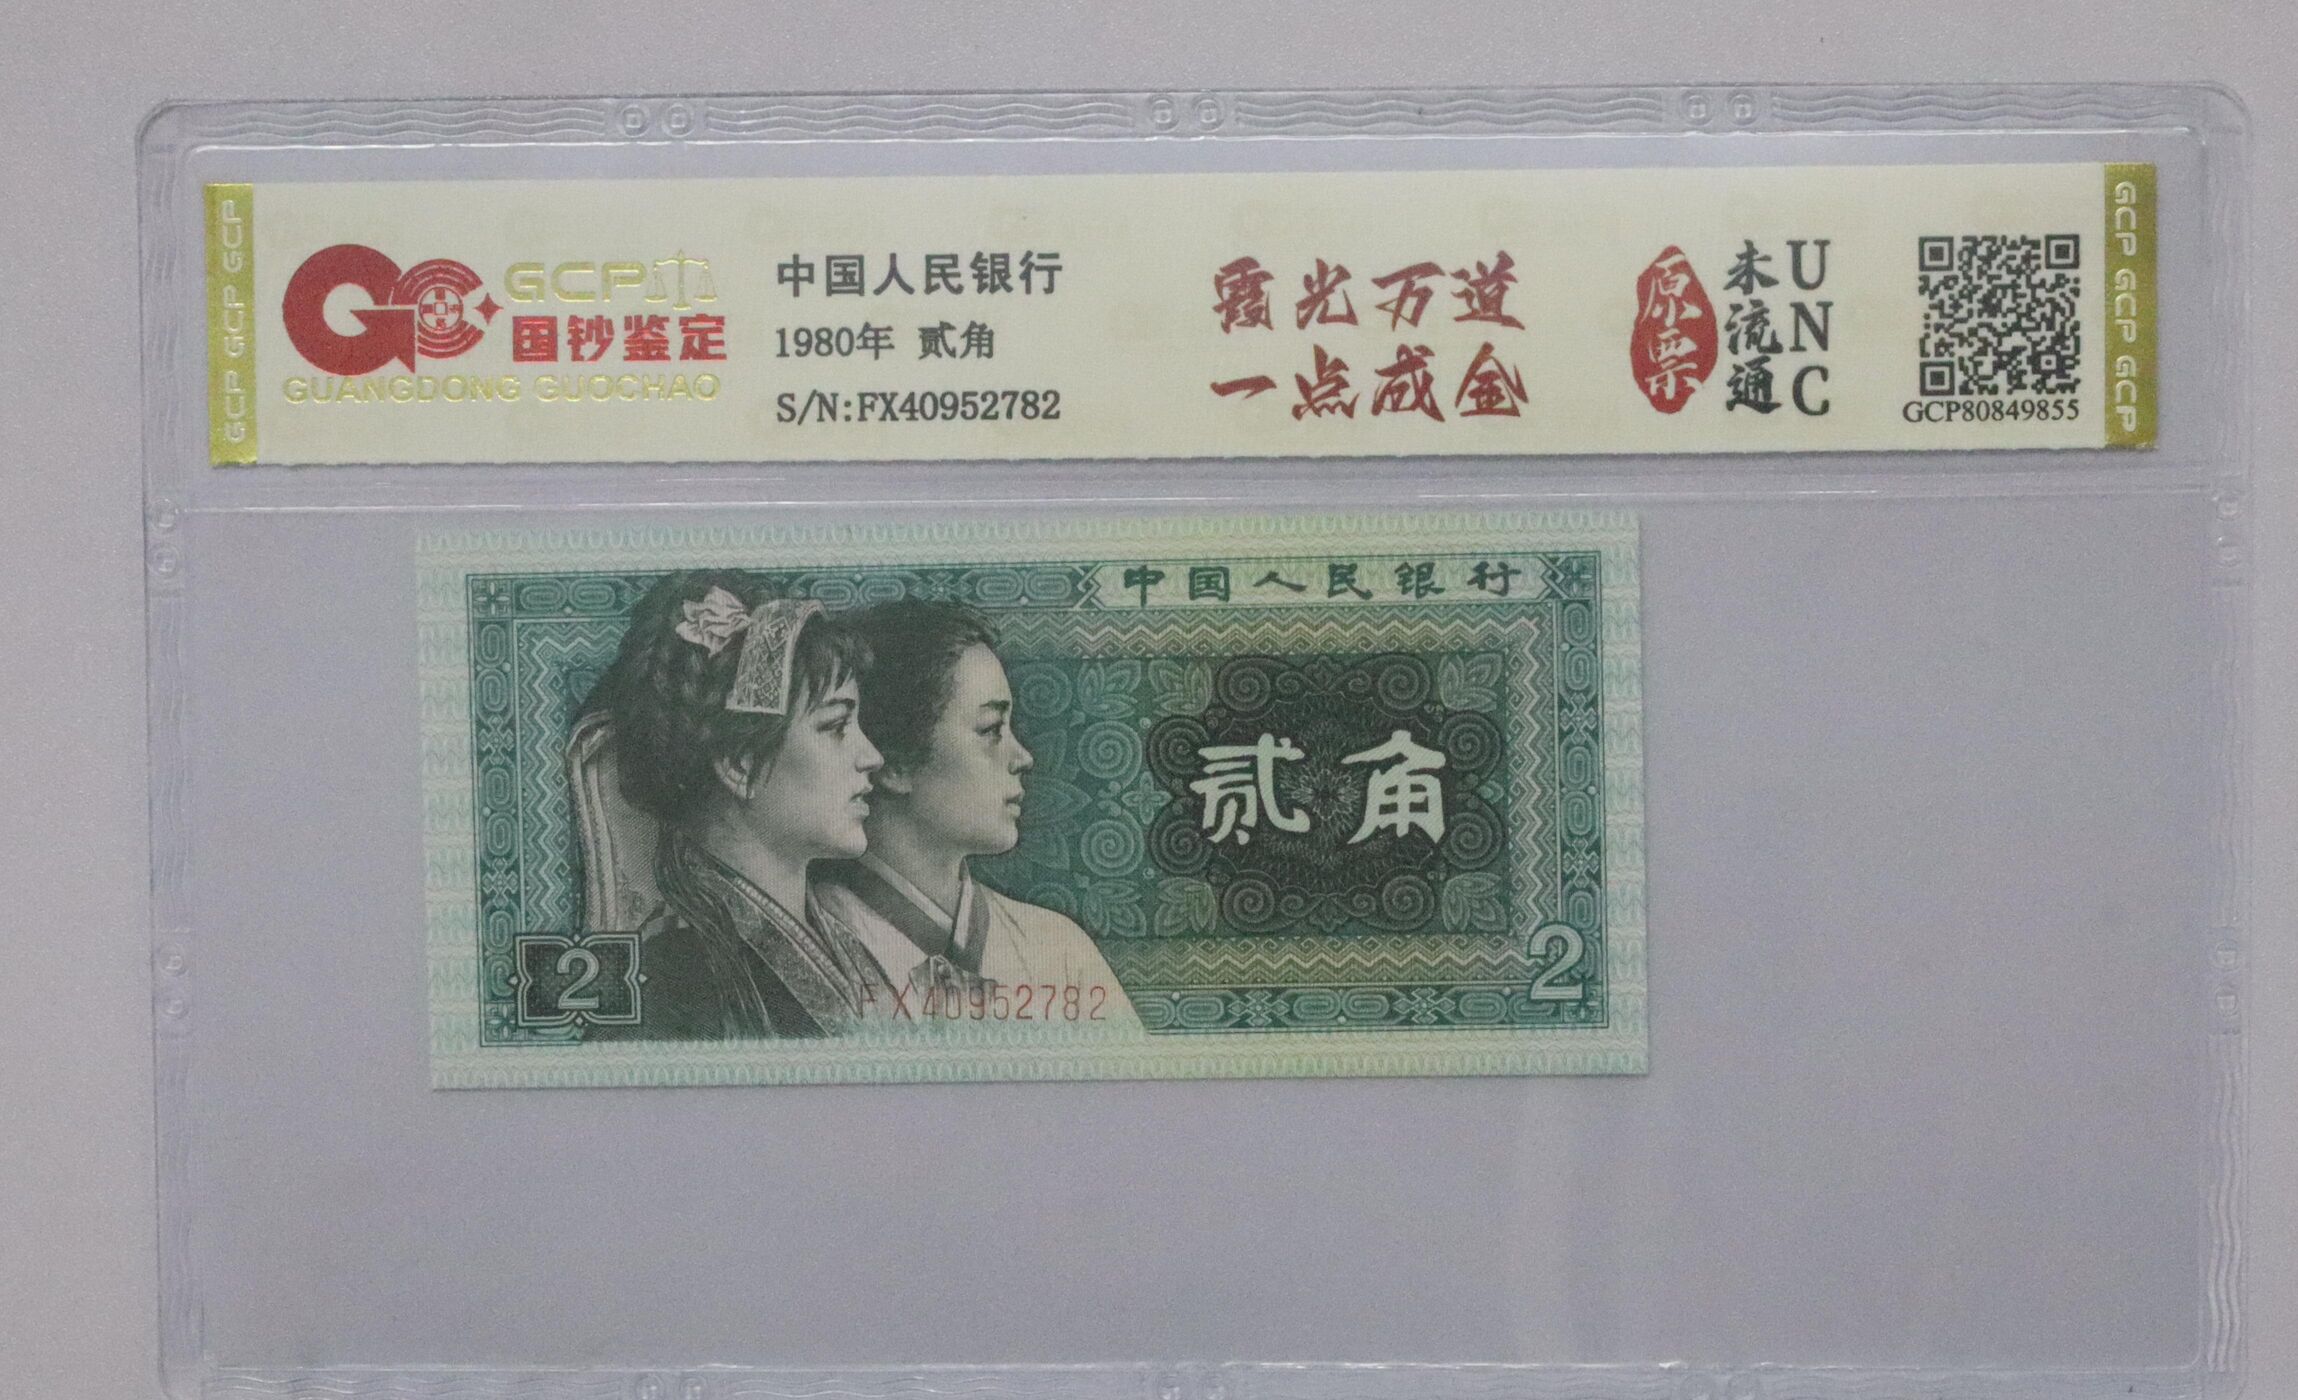 GCP GCP GCP
GCP
国钞鉴定
GUANGDONG GUOCHAO
中国人民银行
1980年 贰角
S/N:FX40952782
霞光万道
一点成金
原票
未流通
UNC
GCP80849855
GCP GCP GCP
中国人民银行
贰角
2
2
FX40952782